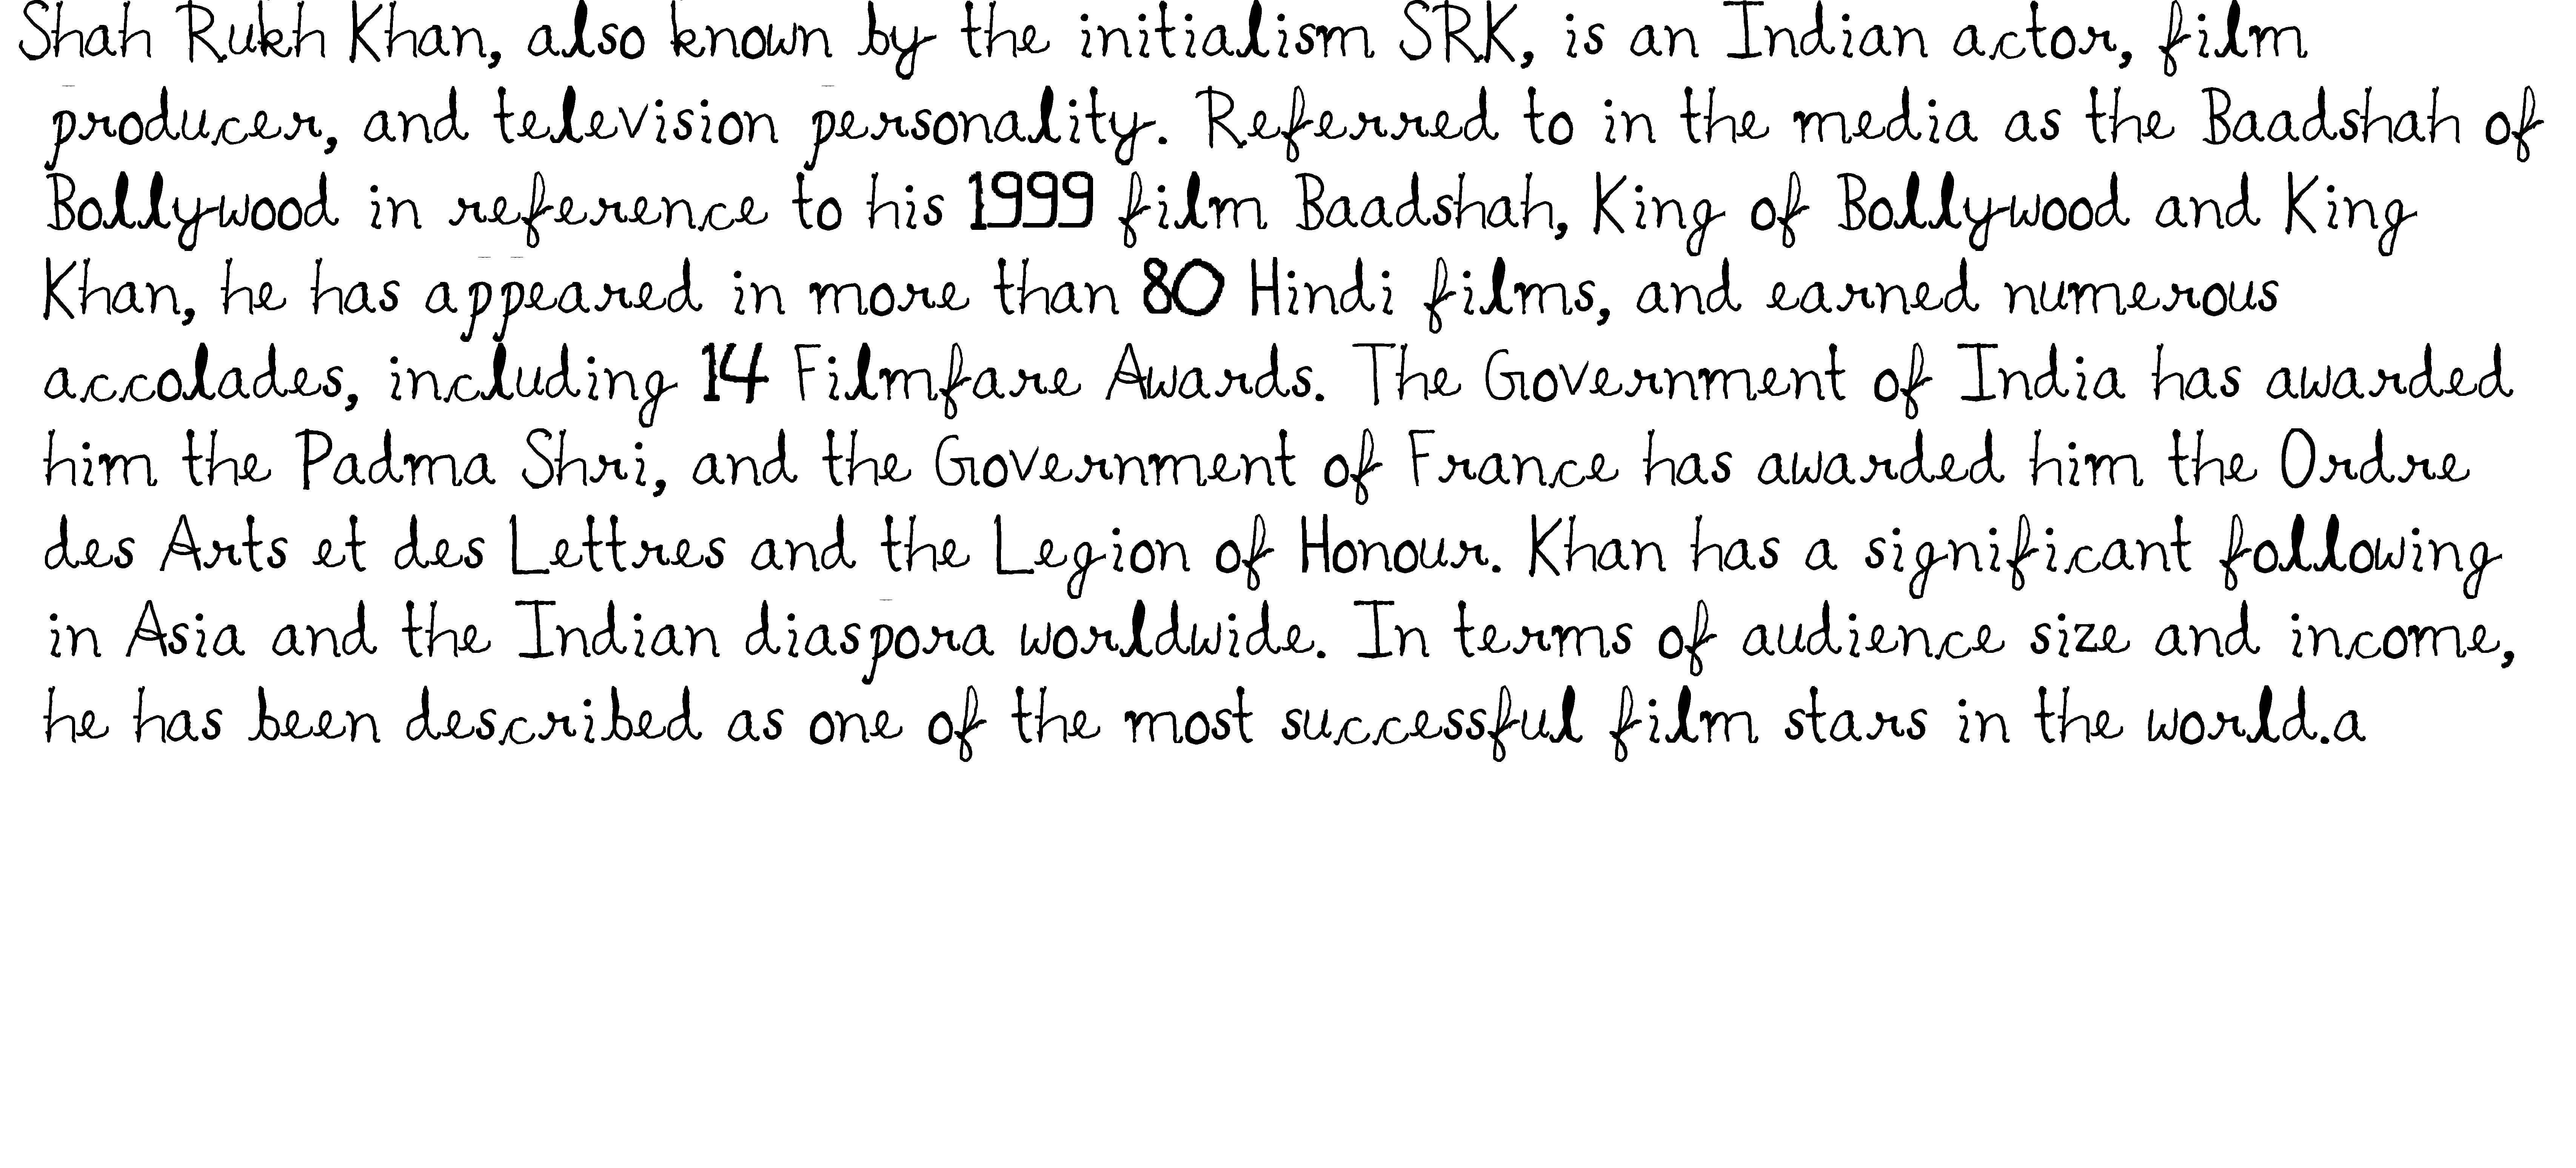 Shah Rukh Khan, also known by the initialism SRK, is an Indian actor, film
producer, and television personality. Referred to in the media as the Baadshah of
Bollywood in reference to his 1999 film Baadshah, King of Bollywood and King
Khan, he has appeared in more than 80 Hindi films, and earned numerous
accolades, including 14 Filmfare Awards. The Government of India has awarded
him the Padma Shri, and the Government of France has awarded him the Ordre
des Arts et des Lettres and the Legion of Honour. Khan has a significant following
in Asia and the Indian diaspora worldwide. In terms of audience size and income,
he has been described as one of the most successful film stars in the world.a